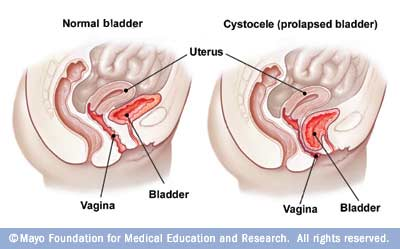 Normal bladder
Cystocele (prolapsed bladder)
Uterus
Vagina
Bladder
Vagina
Bladder
© Mayo Foundation for Medical Education and Research. All rights reserved.